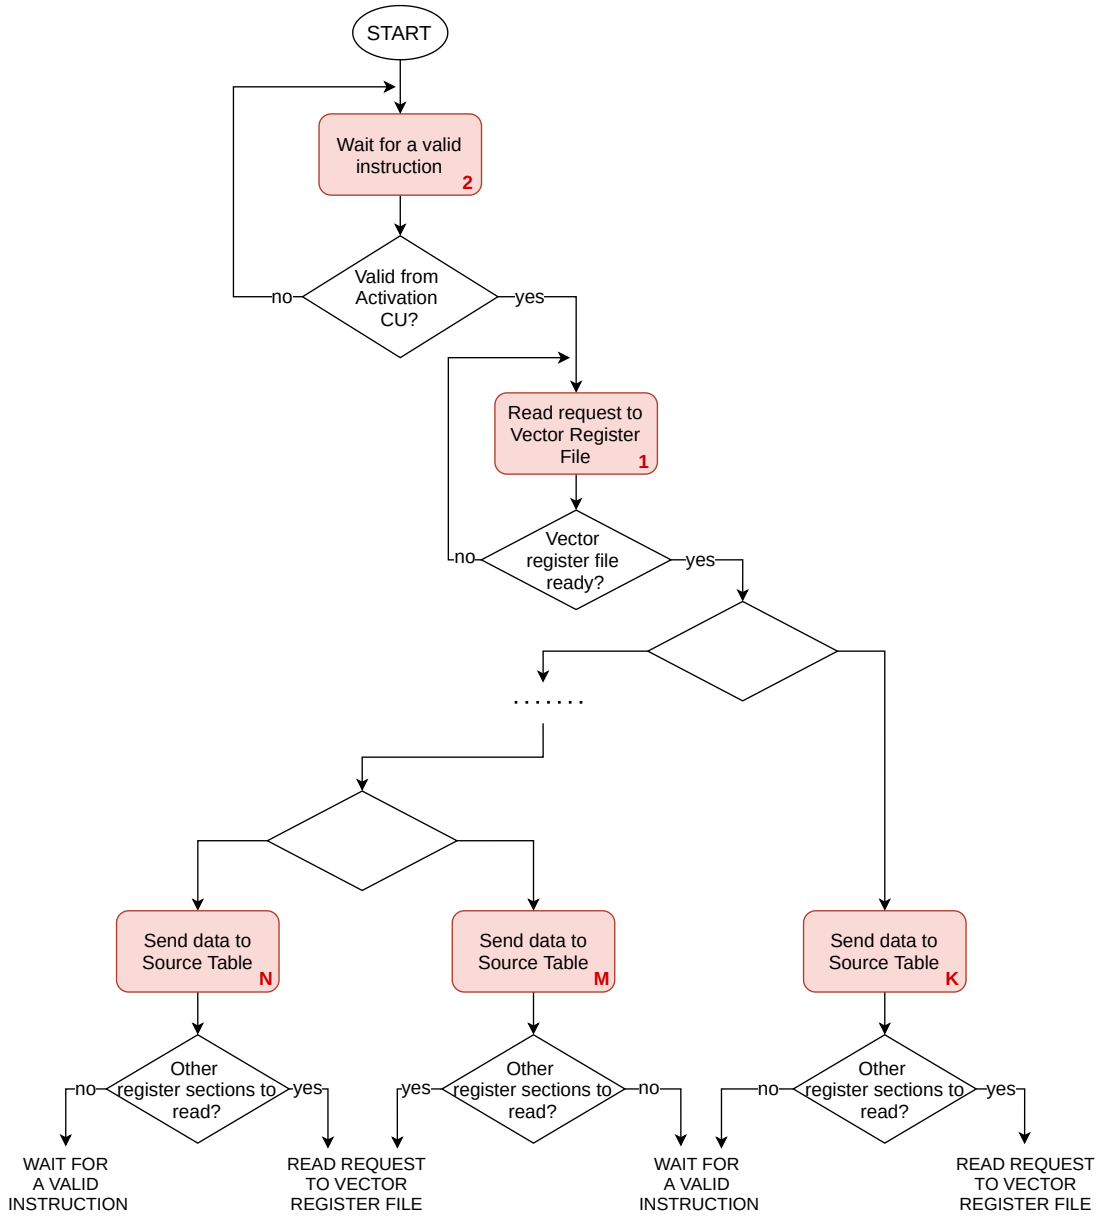 START
Wait for a valid
instruction
2
Valid from
Activation
CU?
no
yes
Read request to
Vector Register
File
1
Vector
register file
ready?
no
yes
.......
Send data to
Source Table
N
Send data to
Source Table
M
Send data to
Source Table
K
Other
register sections to
read?
no
yes
Other
register sections to
read?
yes
no
Other
register sections to
read?
no
yes
WAIT FOR
A VALID
INSTRUCTION
READ REQUEST
TO VECTOR
REGISTER FILE
WAIT FOR
A VALID
INSTRUCTION
READ REQUEST
TO VECTOR
REGISTER FILE